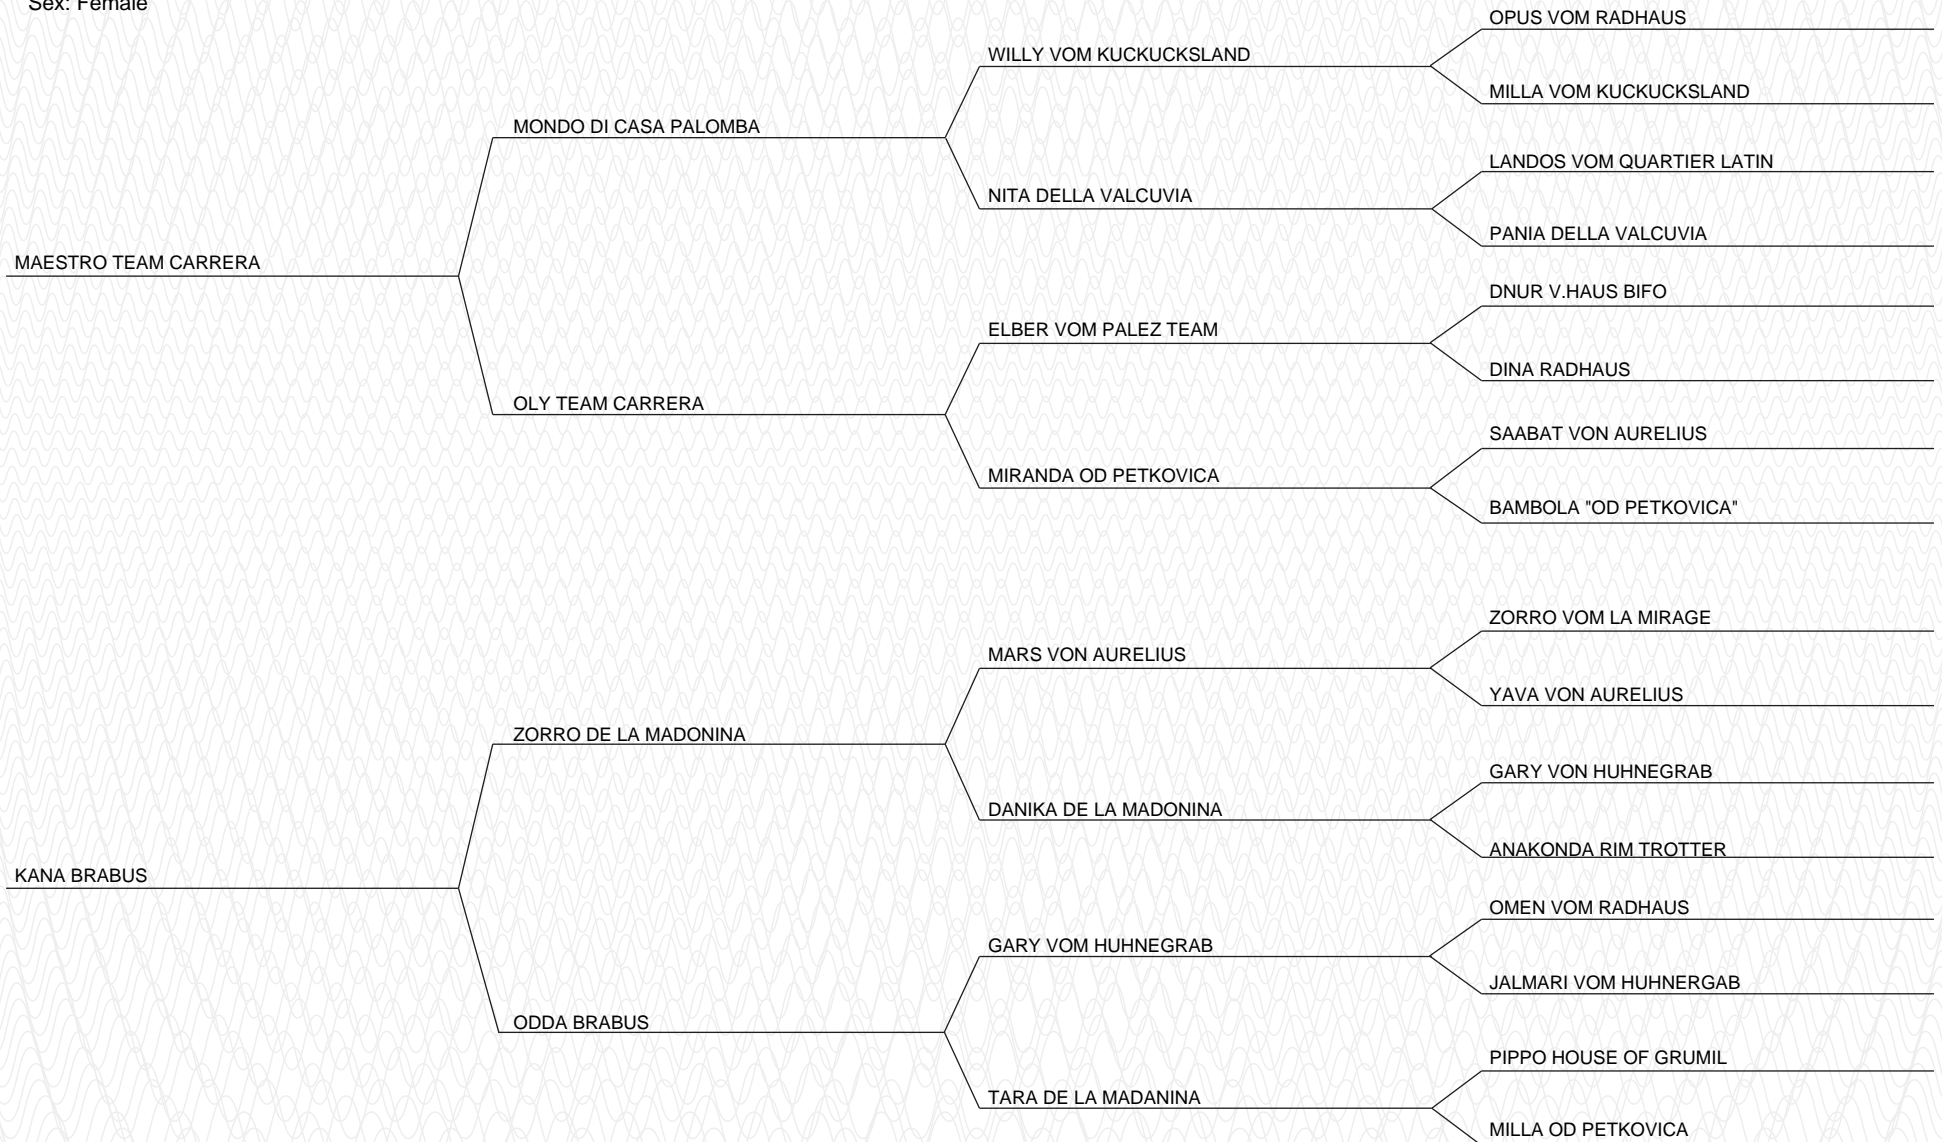 Sex: Female
OPUS VOM RADHAUS
WILLY VOM KUCKUCKSLAND
MILLA VOM KUCKUCKSLAND
MONDO DI CASA PALOMBA
LANDOS VOM QUARTIER LATIN
NITA DELLA VALCUVIA
PANIA DELLA VALCUVIA
MAESTRO TEAM CARRERA
DNUR V.HAUS BIFO
ELBER VOM PALEZ TEAM
DINA RADHAUS
OLY TEAM CARRERA
SAABAT VON AURELIUS
MIRANDA OD PETKOVICA
BAMBOLA "OD PETKOVICA"
ZORRO VOM LA MIRAGE
MARS VON AURELIUS
YAVA VON AURELIUS
ZORRO DE LA MADONINA
GARY VON HUHNEGRAB
DANIKA DE LA MADONINA
ANAKONDA RIM TROTTER
KANA BRABUS
OMEN VOM RADHAUS
GARY VOM HUHNEGRAB
JALMARI VOM HUHNERGAB
ODDA BRABUS
PIPPO HOUSE OF GRUMIL
TARA DE LA MADANINA
MILLA OD PETKOVICA